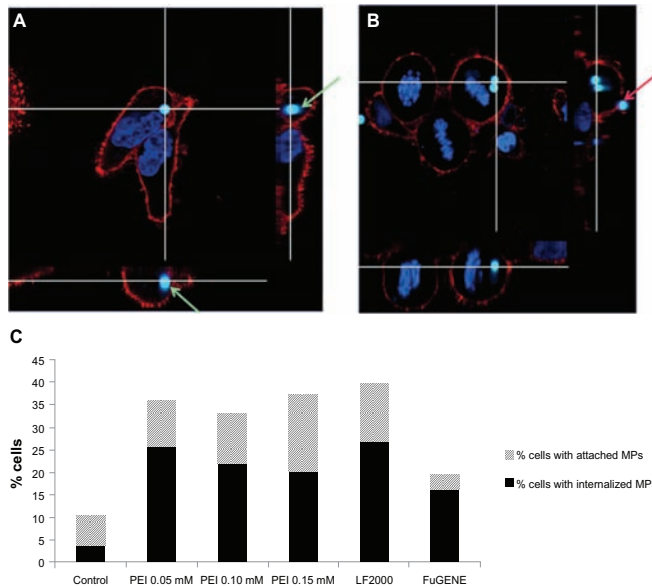 A
B
C
45
40
35
30
25
20
15
10
5
0
% cells
Control PEI 0.05 mM PEI 0.10 mM PEI 0.15 mM LF2000 FuGENE
% cells with attached MPs
% cells with internalized MP